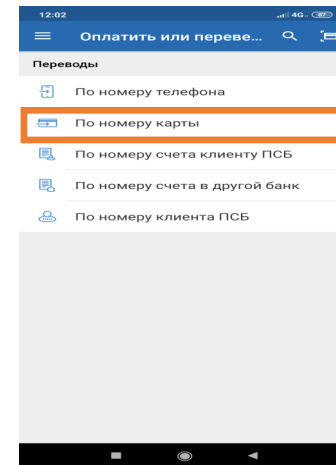 12:02
4G
Оплатить или переве...
Переводы
По номеру телефона
По номеру карты
По номеру счета клиенту ПСБ
По номеру счета в другой банк
По номеру клиента ПСБ